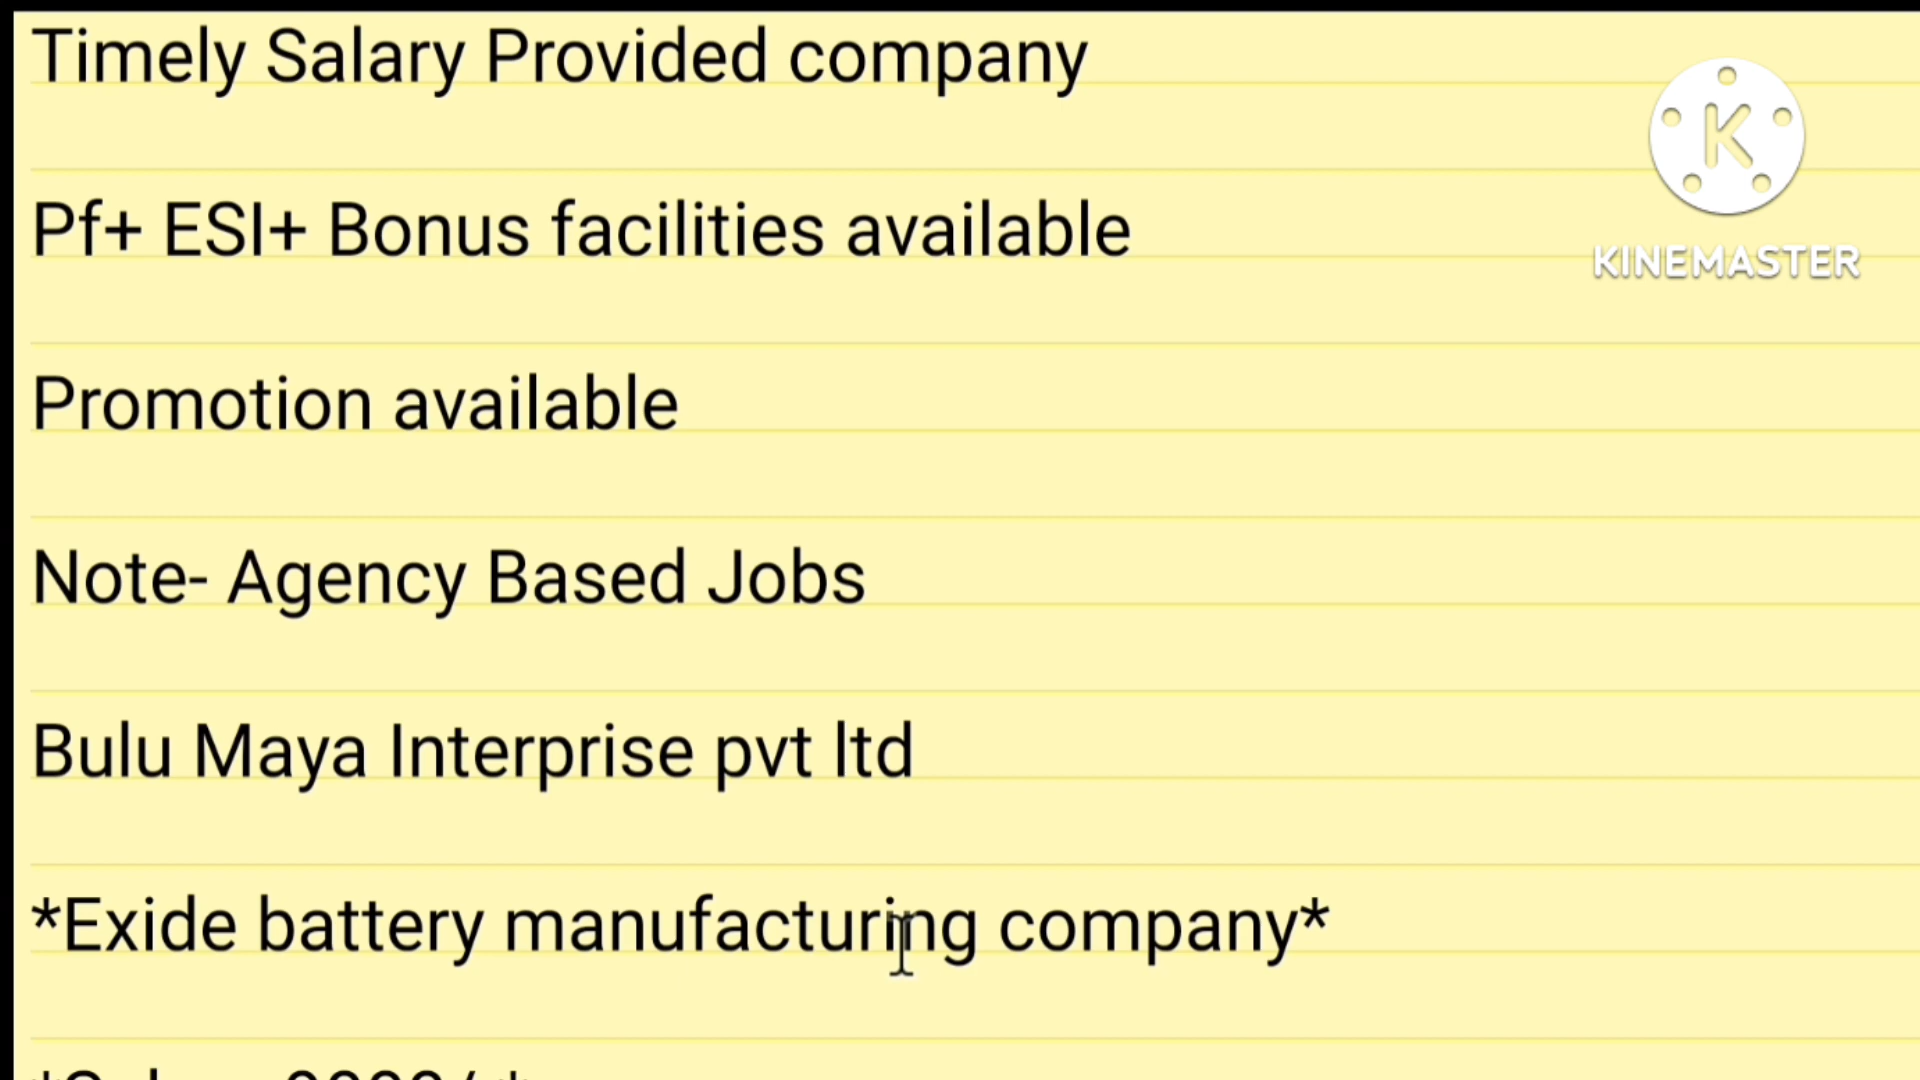 Timely Salary Provided company
KINEMASTER
Pf+ ESI+ Bonus facilities available
Promotion available
Note- Agency Based Jobs
Bulu Maya Interprise pvt ltd
*Exide battery manufacturing company*